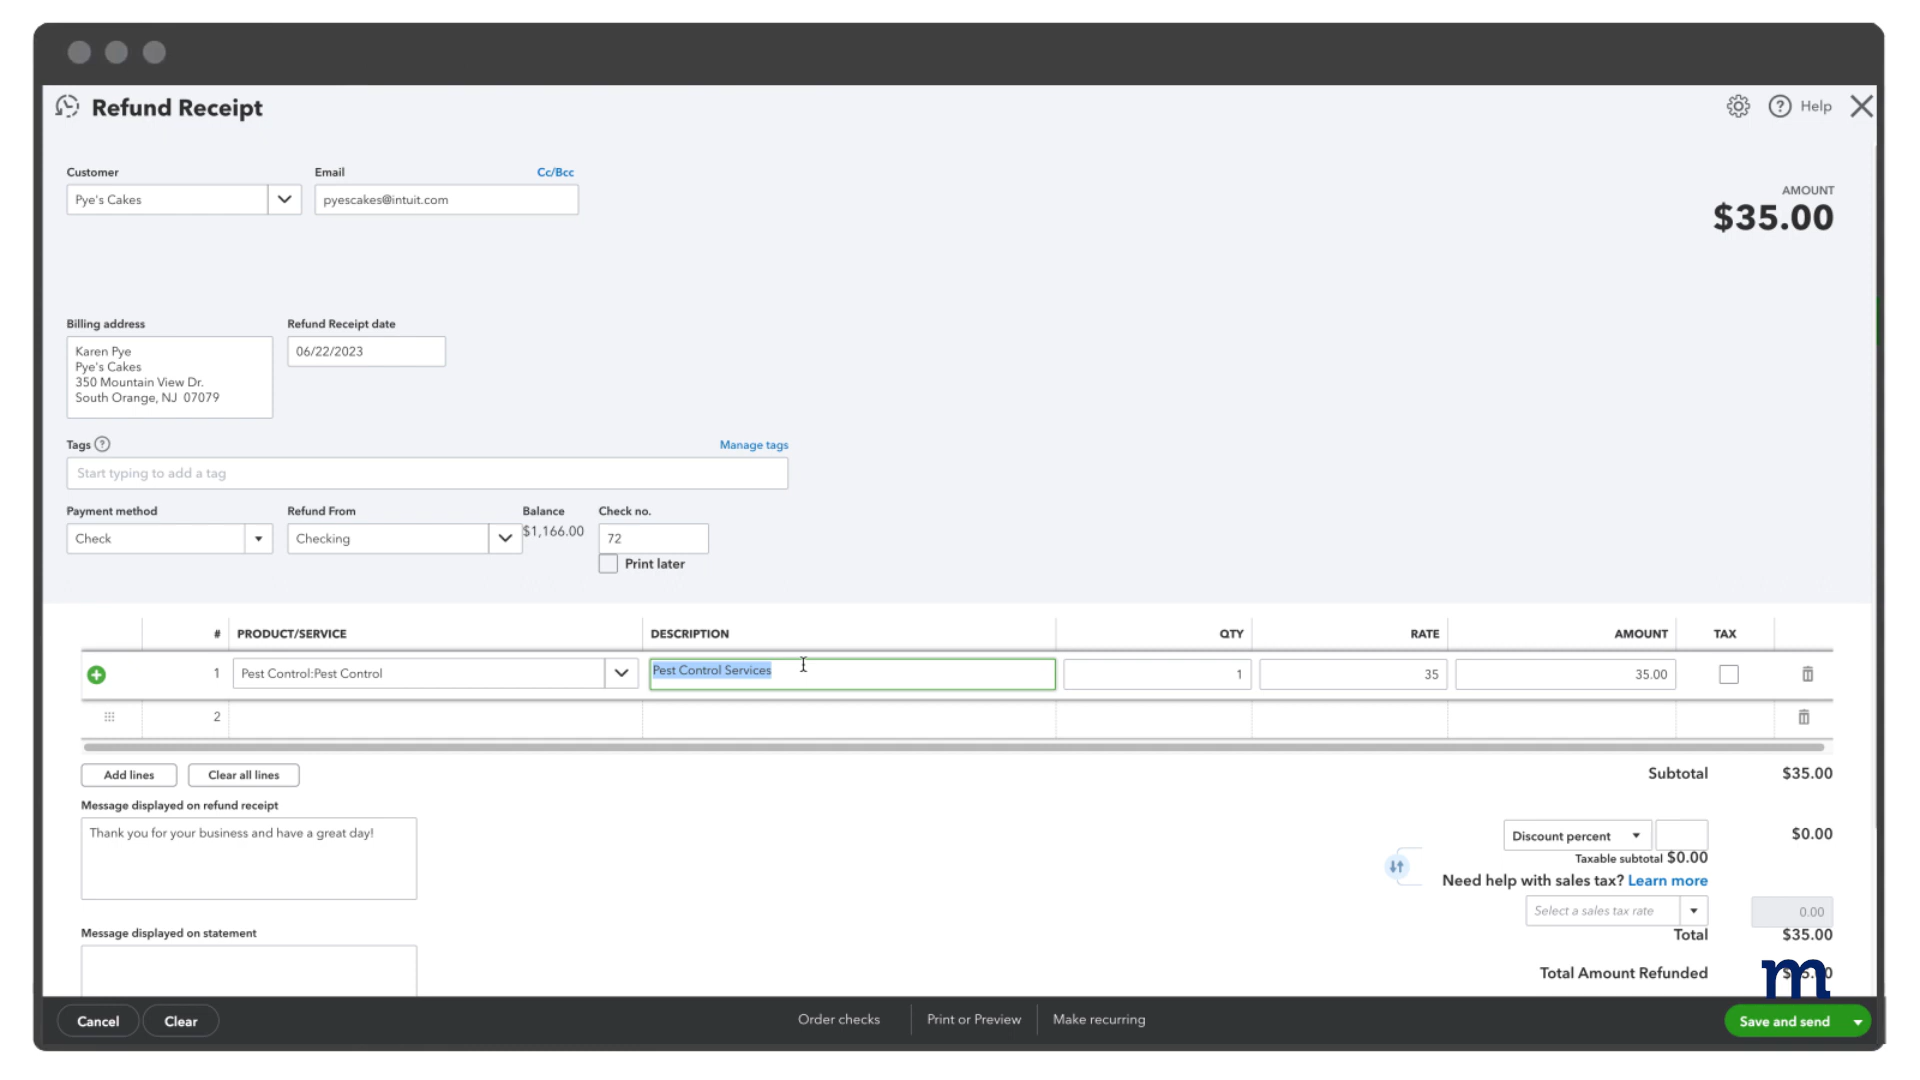 Refund Receipt
Help
Customer
Email
Cc/Bcc
Pye's Cakes
pyescakes@intuit.com
AMOUNT
$35.00
Billing address
Refund Receipt date
Karen Pye
Pye's Cakes
350 Mountain View Dr.
South Orange, NJ 07079
06/22/2023
Tags ?
Manage tags
Start typing to add a tag
Payment method
Refund From
Balance
Check no.
Check
Checking
$1,166.00
72
Print later
# PRODUCT/SERVICE DESCRIPTION QTY RATE AMOUNT TAX
1 Pest Control:Pest Control Pest Control Services 1 35 35.00
2
Add lines
Clear all lines
Subtotal $35.00
Message displayed on refund receipt
Thank you for your business and have a great day!
Discount percent
$0.00
Taxable subtotal $0.00
Need help with sales tax? Learn more
Select a sales tax rate
0.00
Message displayed on statement
Total $35.00
Total Amount Refunded
m
Cancel
Clear
Order checks
Print or Preview
Make recurring
Save and send